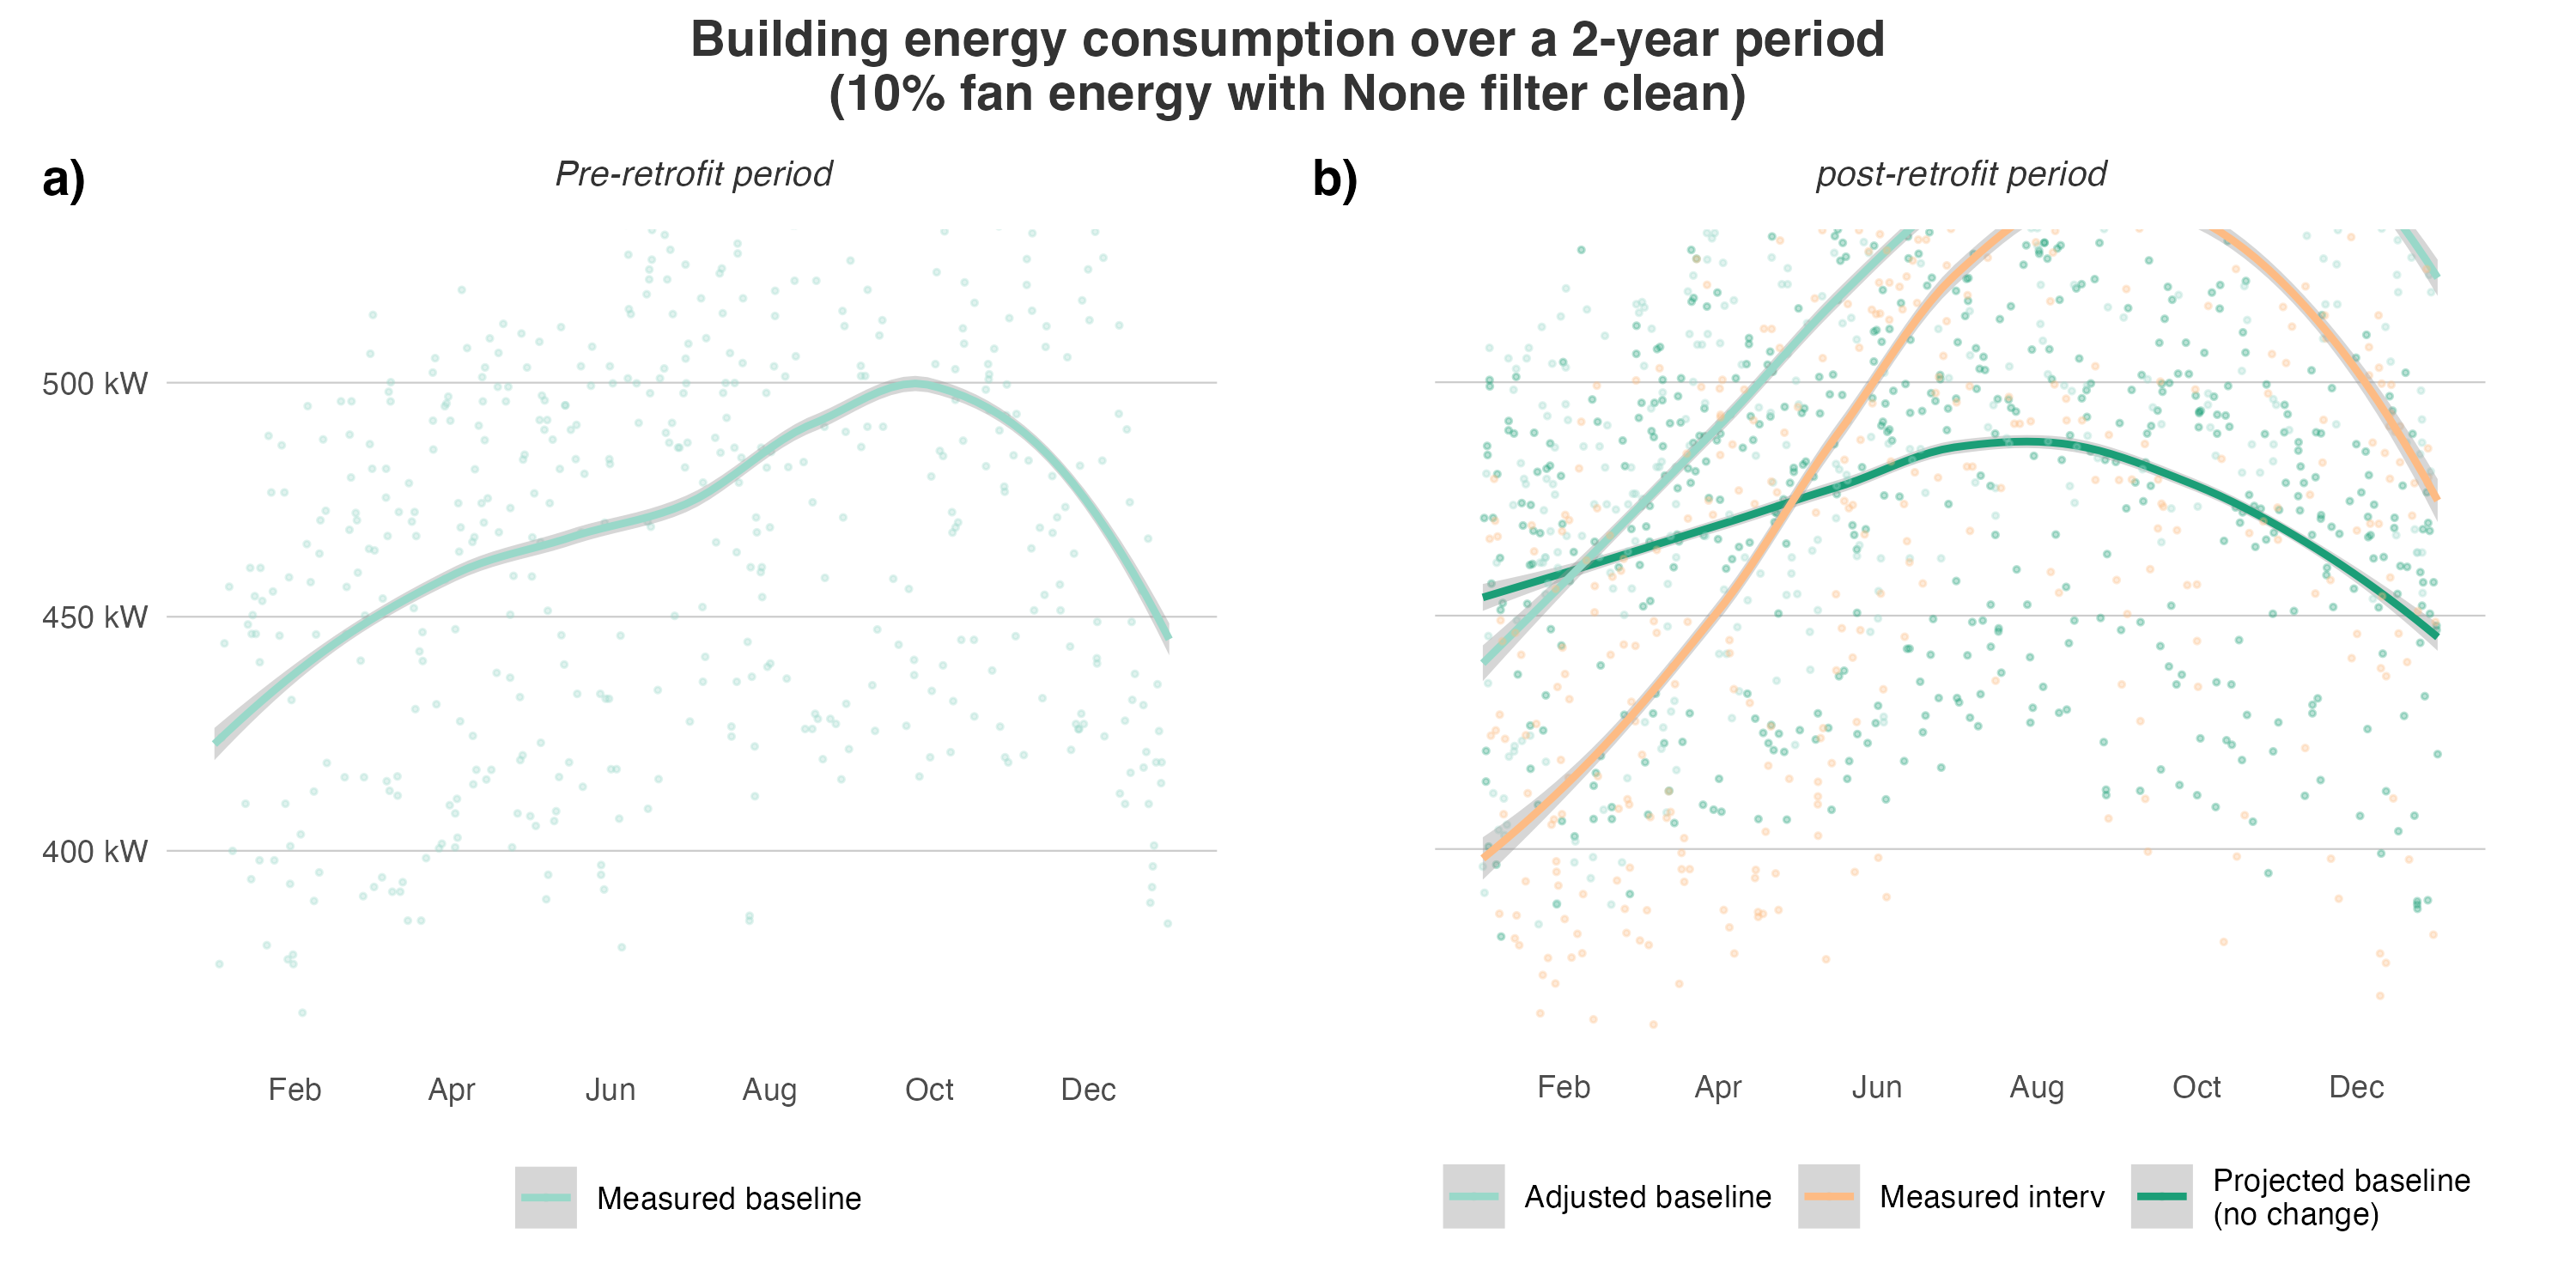 Building energy consumption over a 2-year period
(10% fan energy with None filter clean)
a)
Pre-retrofit period
500 kW
450 kW
400 kW
Feb Apr Jun Aug Oct Dec
Measured baseline
b)
post-retrofit period
Feb Apr Jun Aug Oct Dec
Adjusted baseline
Measured interv
Projected baseline
(no change)